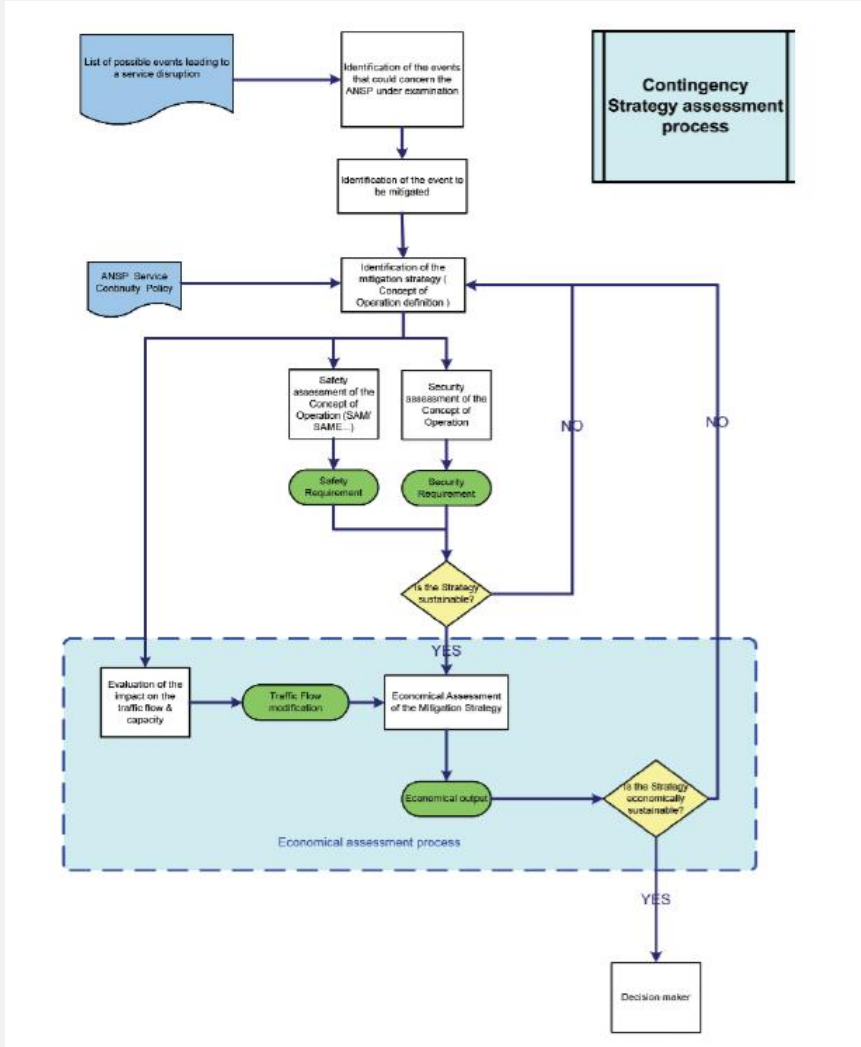 List of possible events leading to
a service disruption
Identification of the events
that could concern the
ANSP under examination
Contingency
Strategy assessment
process
Identification of the event to
be mitigated
ANSP Service
Continuity Policy
Identification of the
mitigation strategy (
Concept of
Operation definition )
Safety
assessment of the
Concept of
Operation (SAM/
SAME...)
Security
assessment of the
Concept of
Operation
NO
NO
Safety
Requirement
Security
Requirement
Is the Strategy
sustainable?
YES
Evaluation of the
impact on the
traffic flow &
capacity
Traffic Flow
modification
Economical Assessment
of the Mitigation Strategy
Economical output
Is the Strategy
economically
sustainable?
Economical assessment process
YES
Decision maker